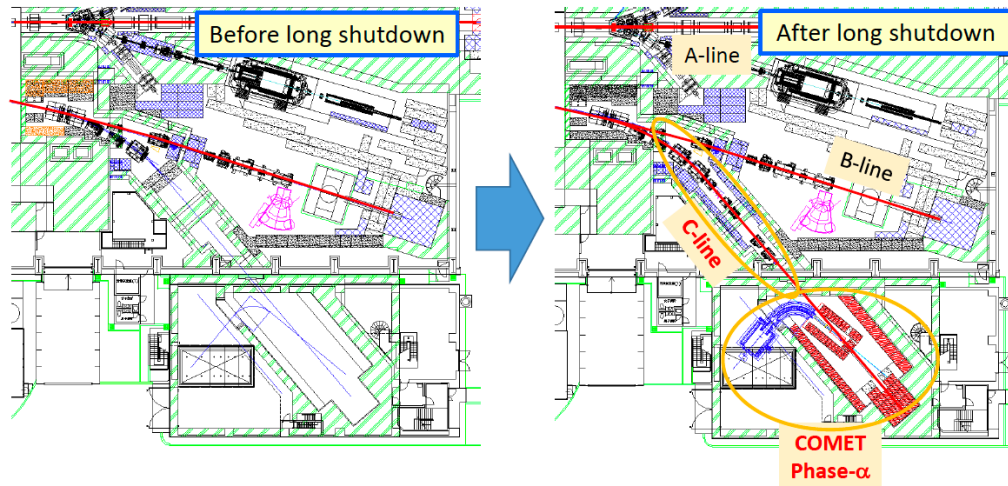 Before long shutdown
After long shutdown
A-line
B-line
C-line
COMET
Phase-α